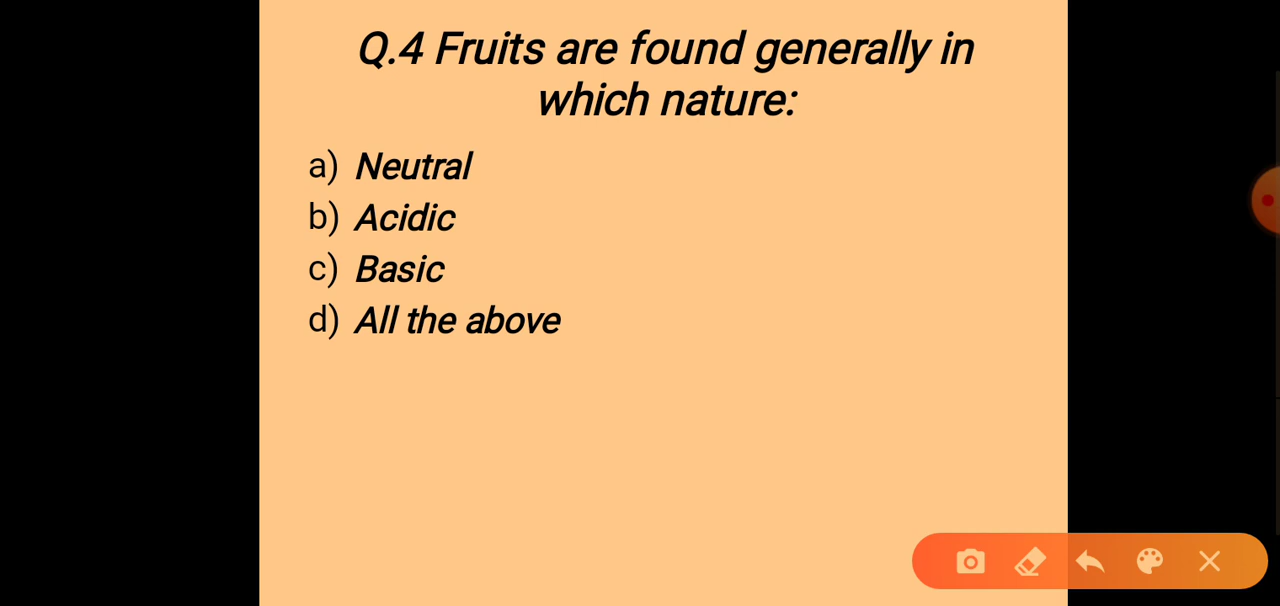 Q.4 Fruits are found generally in
which nature:
a) Neutral
b) Acidic
c) Basic
d) All the above